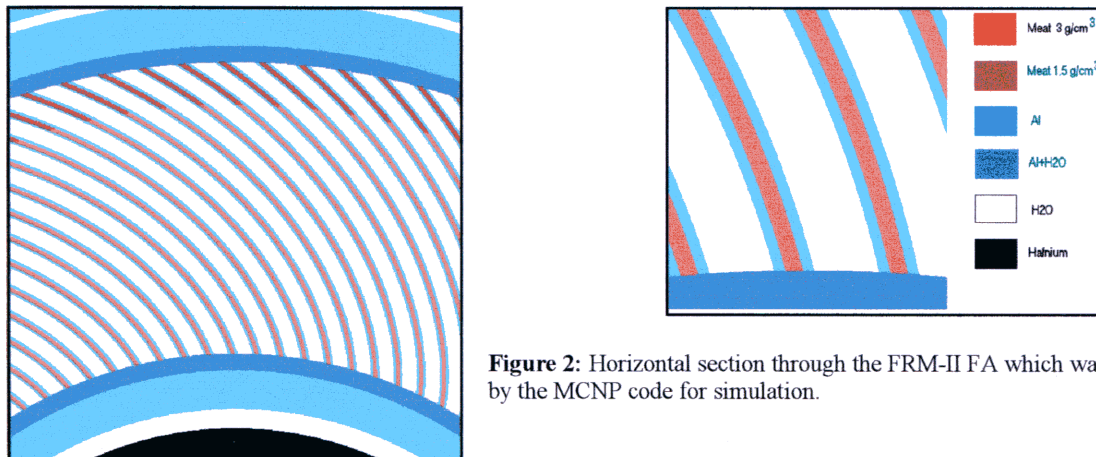 Meat 3 g/cm³
Meat 1.5 g/cm³
Al
Al+H2O
H2O
Hafnium
Figure 2: Horizontal section through the FRM-II FA which wa
by the MCNP code for simulation.